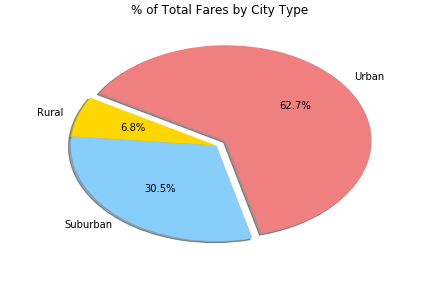 % of Total Fares by City Type
Urban
62.7%
Rural
6.8%
30.5%
Suburban